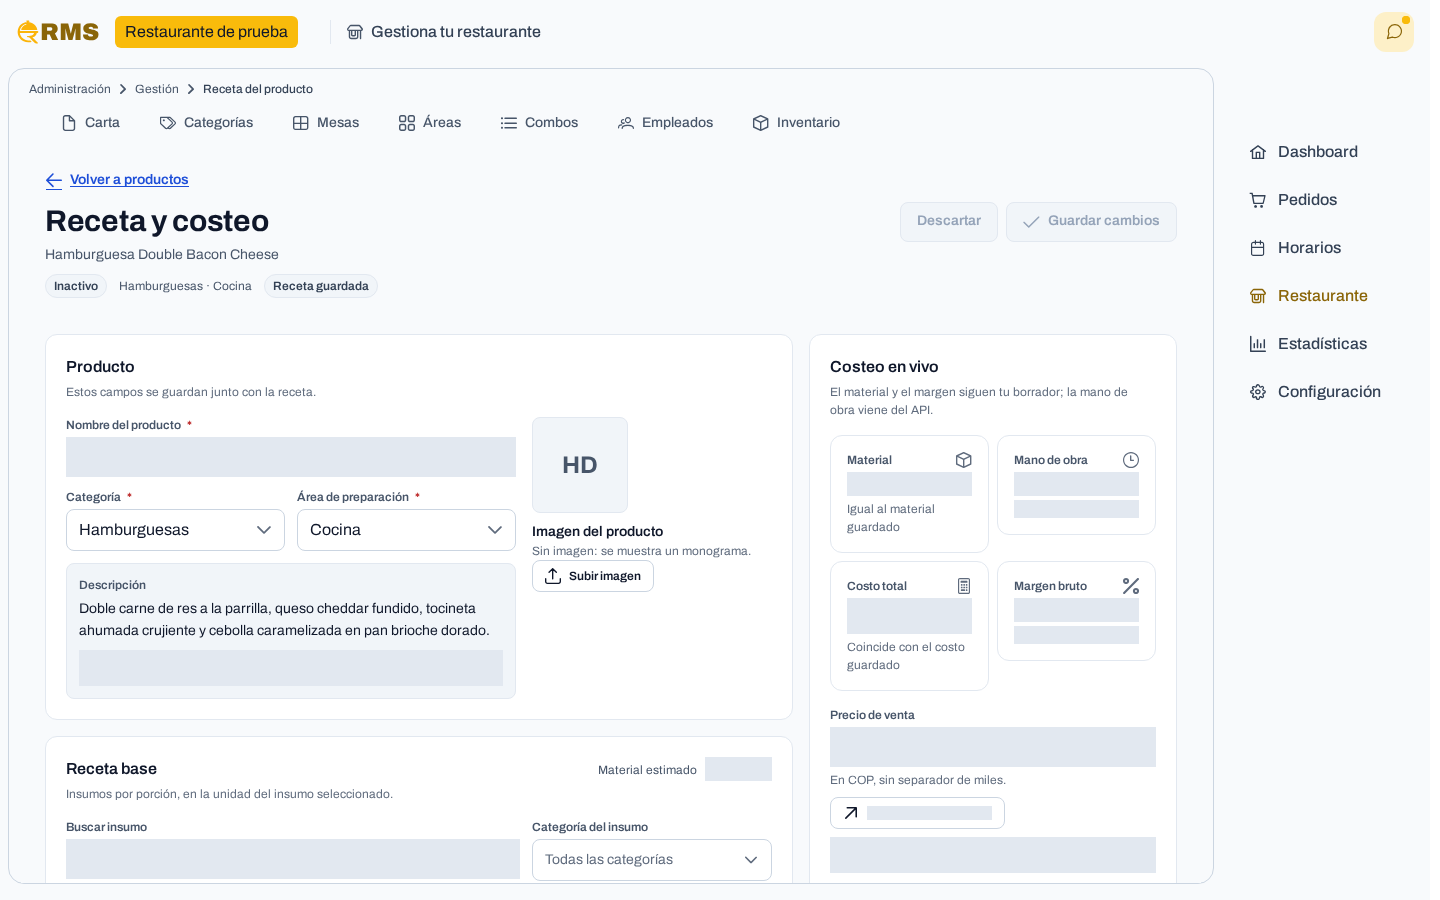 RMS
Restaurante de prueba
Gestiona tu restaurante
Administración
Gestión
Receta del producto
Carta
Categorías
Mesas
Áreas
Combos
Empleados
Inventario
Volver a productos
Receta y costeo
Descartar
Guardar cambios
Hamburguesa Double Bacon Cheese
Inactivo
Hamburguesas · Cocina
Receta guardada
Producto
Estos campos se guardan junto con la receta.
Nombre del producto *
Categoría *
Área de preparación *
Hamburguesas
Cocina
Descripción
Doble carne de res a la parrilla, queso cheddar fundido, tocineta
ahumada crujiente y cebolla caramelizada en pan brioche dorado.
HD
Imagen del producto
Sin imagen: se muestra un monograma.
Subir imagen
Receta base
Material estimado
Insumos por porción, en la unidad del insumo seleccionado.
Buscar insumo
Categoría del insumo
Todas las categorías
Costeo en vivo
El material y el margen siguen tu borrador; la mano de
obra viene del API.
Material
Igual al material
guardado
Mano de obra
Costo total
Coincide con el costo
guardado
Margen bruto
Precio de venta
En COP, sin separador de miles.
Dashboard
Pedidos
Horarios
Restaurante
Estadísticas
Configuración